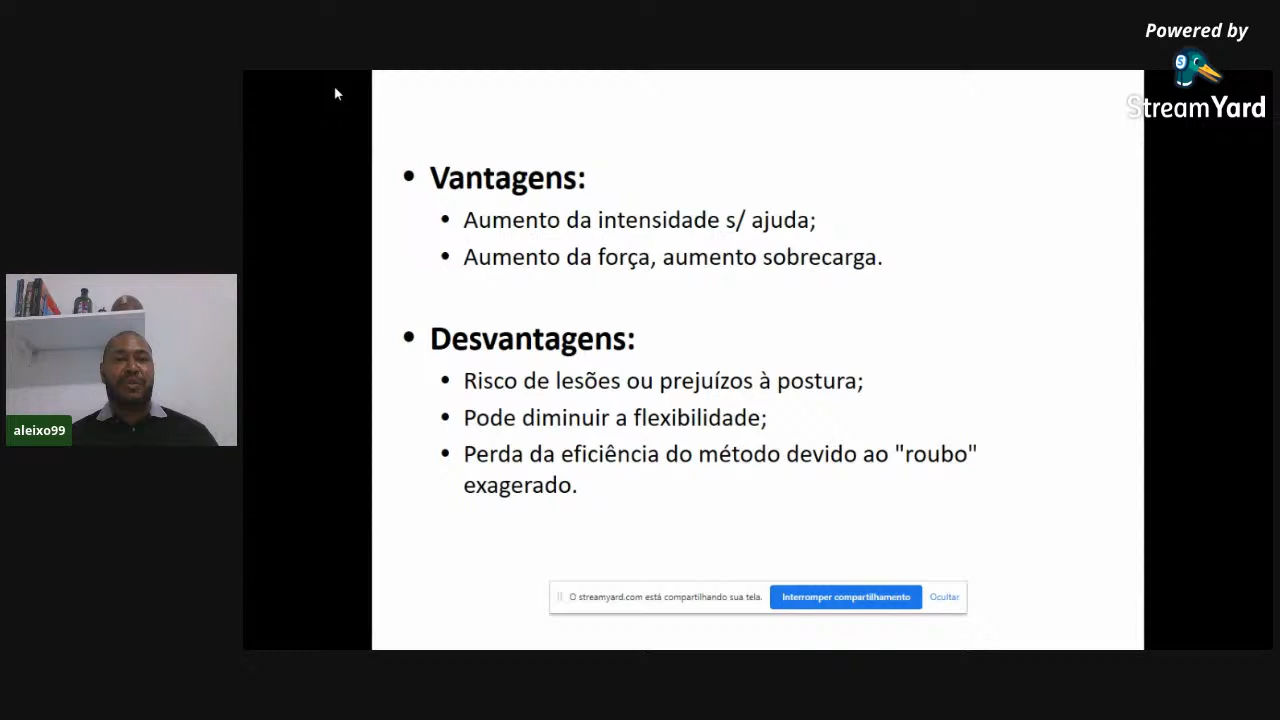 Powered by
StreamYard
• Vantagens:
• Aumento da intensidade s/ ajuda;
• Aumento da força, aumento sobrecarga.
• Desvantagens:
• Risco de lesões ou prejuízos à postura;
• Pode diminuir a flexibilidade;
• Perda da eficiência do método devido ao "roubo"
exagerado.
aleixo99
O streamyard.com está compartilhando sua tela. Interromper compartilhamento Ocultar